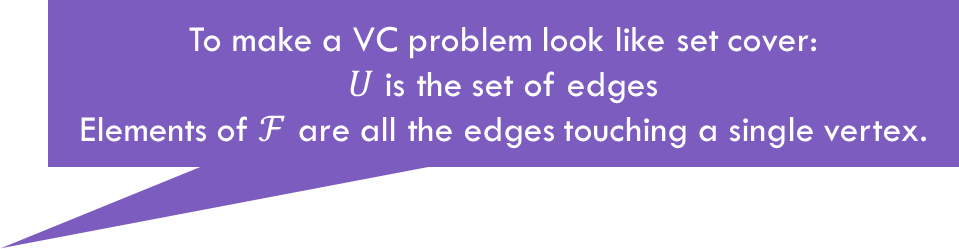 To make a VC problem look like set cover:
𝑈 is the set of edges
Elements of ℱ are all the edges touching a single vertex.